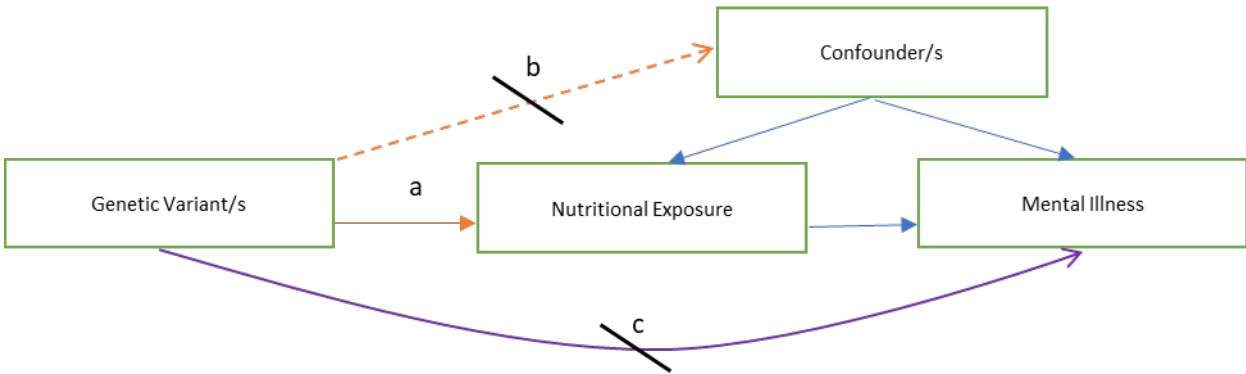 b
Confounder/s
a
Genetic Variant/s
Nutritional Exposure
Mental Illness
c